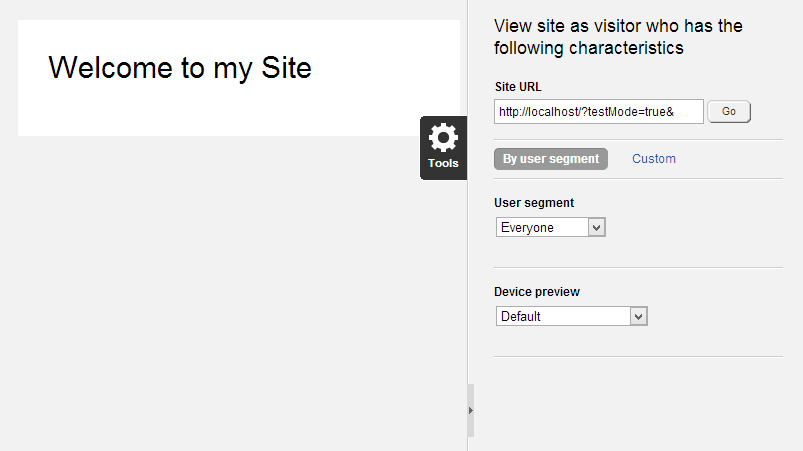 Welcome to my Site
Tools
View site as visitor who has the
following characteristics
Site URL
http://localhost/?testMode=true& Go
By user segment Custom
User segment
Everyone
Device preview
Default